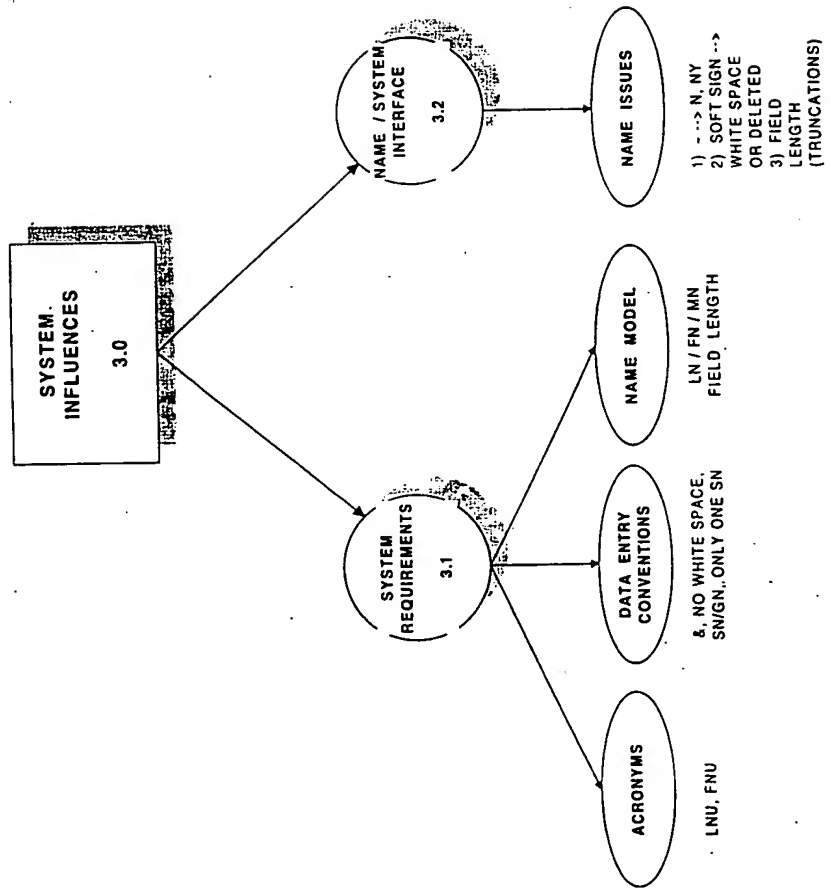 SYSTEM
INFLUENCES
3.0
SYSTEM
REQUIREMENTS
3.1
NAME / SYSTEM
INTERFACE
3.2
ACRONYMS
LNU, FNU
DATA ENTRY
CONVENTIONS
&, NO WHITE SPACE,
SN/GN, ONLY ONE SN
NAME MODEL
LN / FN / MN
FIELD LENGTH
NAME ISSUES
1) ~ --> N, NY
2) SOFT SIGN -->
WHITE SPACE
OR DELETED
3) FIELD
LENGTH
(TRUNCATIONS)